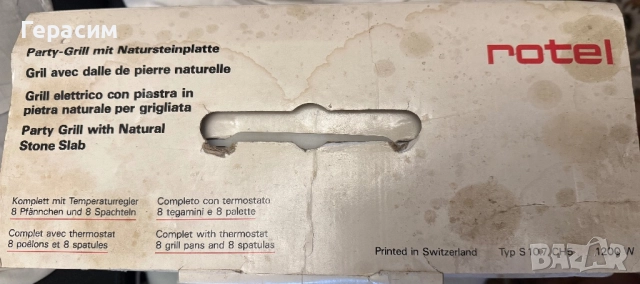 Герасим
Party-Grill mit Natursteinplatte
Gril avec dalle de pierre naturelle
Grill elettrico con piastra in
pietra naturale per grigliata
Party Grill with Natural
Stone Slab
rotel
Komplett mit Temperaturregler
8 Pfännchen und 8 Spachteln
Complet avec thermostat
8 poêlons et 8 spatules
Completo con termostato
8 tegamini e 8 palette
Complet with thermostat
8 grill pans and 8 spatulas
Printed in Switzerland Typ 1200 W
BAZAR